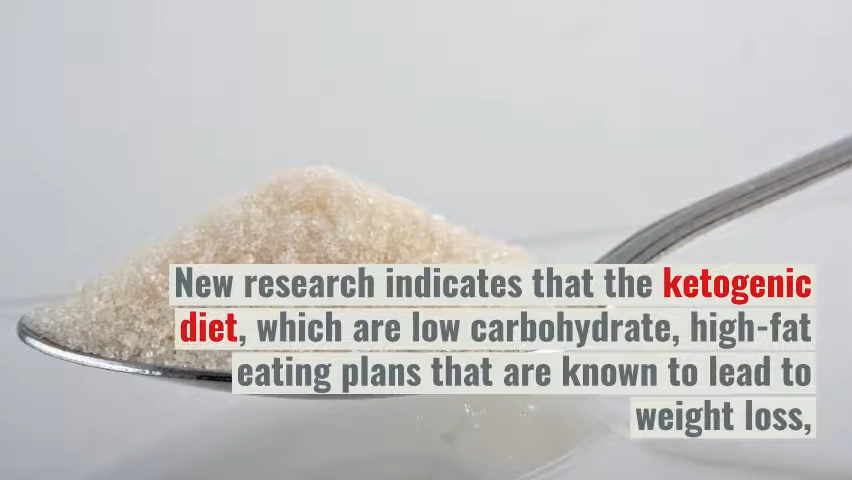 New research indicates that the ketogenic
diet, which are low carbohydrate, high-fat
eating plans that are known to lead to
weight loss,